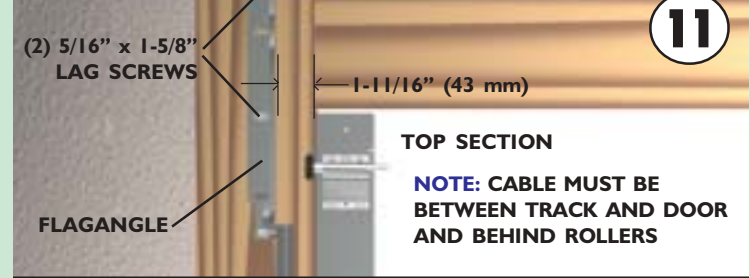 11
(2) 5/16” x 1-5/8”
LAG SCREWS
1-11/16” (43 mm)
TOP SECTION
NOTE: CABLE MUST BE
BETWEEN TRACK AND DOOR
AND BEHIND ROLLERS
FLAGANGLE